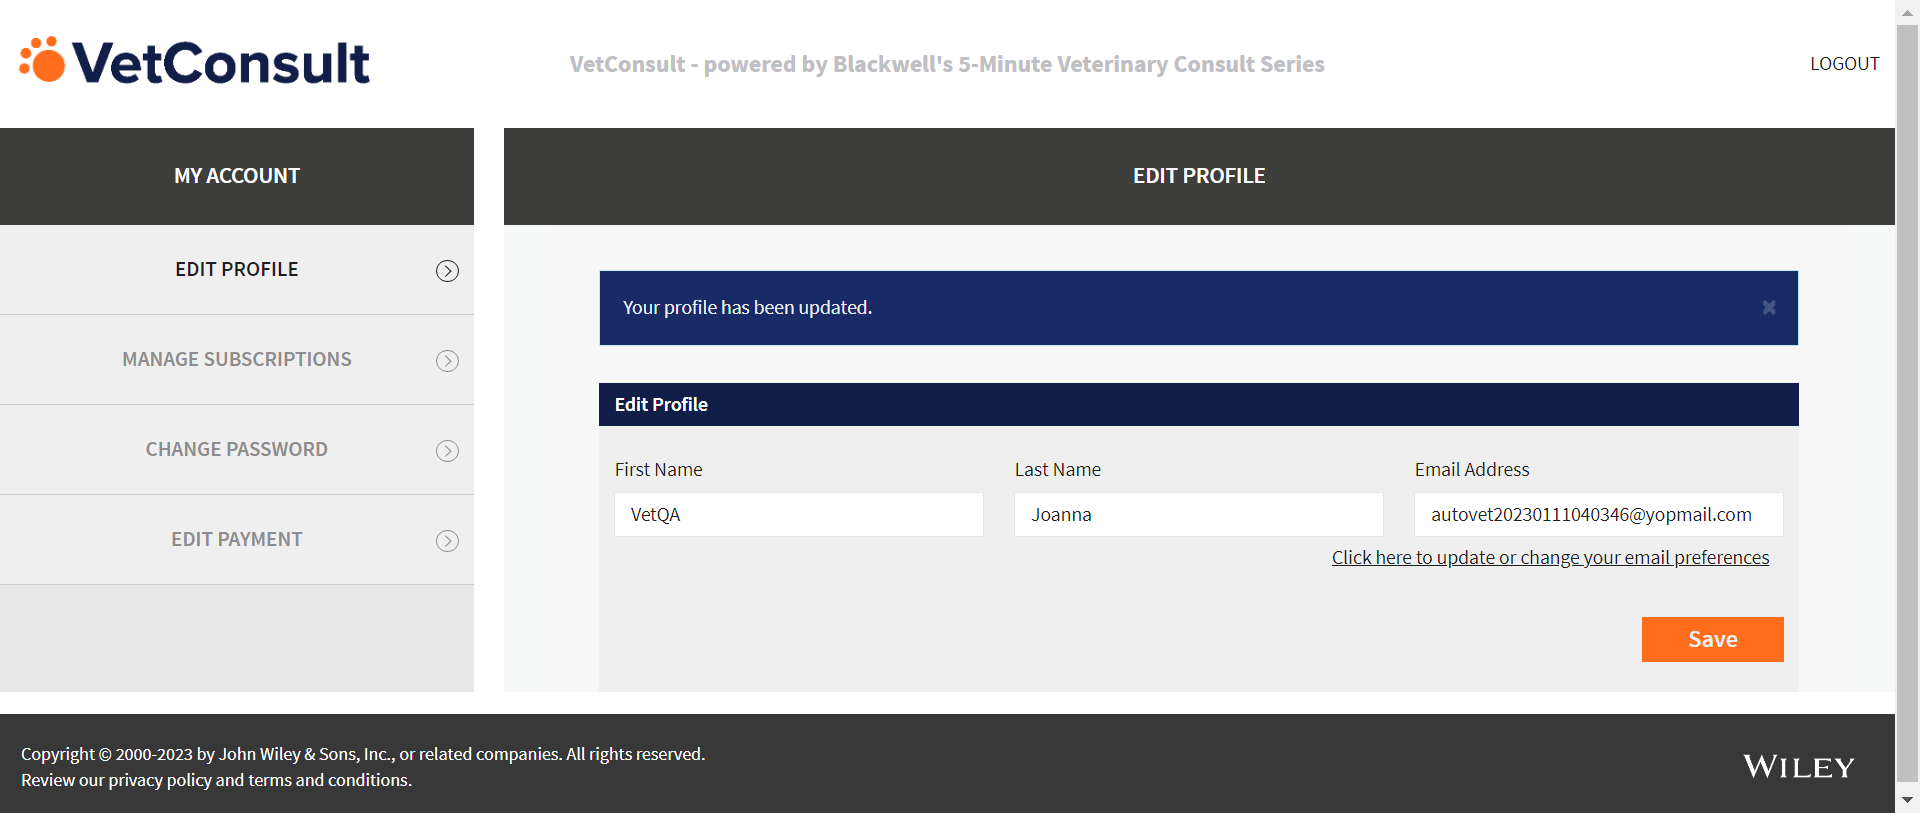 VetConsult
VetConsult - powered by Blackwell's 5-Minute Veterinary Consult Series
LOGOUT
MY ACCOUNT
EDIT PROFILE
MANAGE SUBSCRIPTIONS
CHANGE PASSWORD
EDIT PAYMENT
EDIT PROFILE
Your profile has been updated.
Edit Profile
First Name
VetQA
Last Name
Joanna
Email Address
autovet20230111040346@yopmail.com
Click here to update or change your email preferences
Save
Copyright © 2000-2023 by John Wiley & Sons, Inc., or related companies. All rights reserved.
Review our privacy policy and terms and conditions.
WILEY